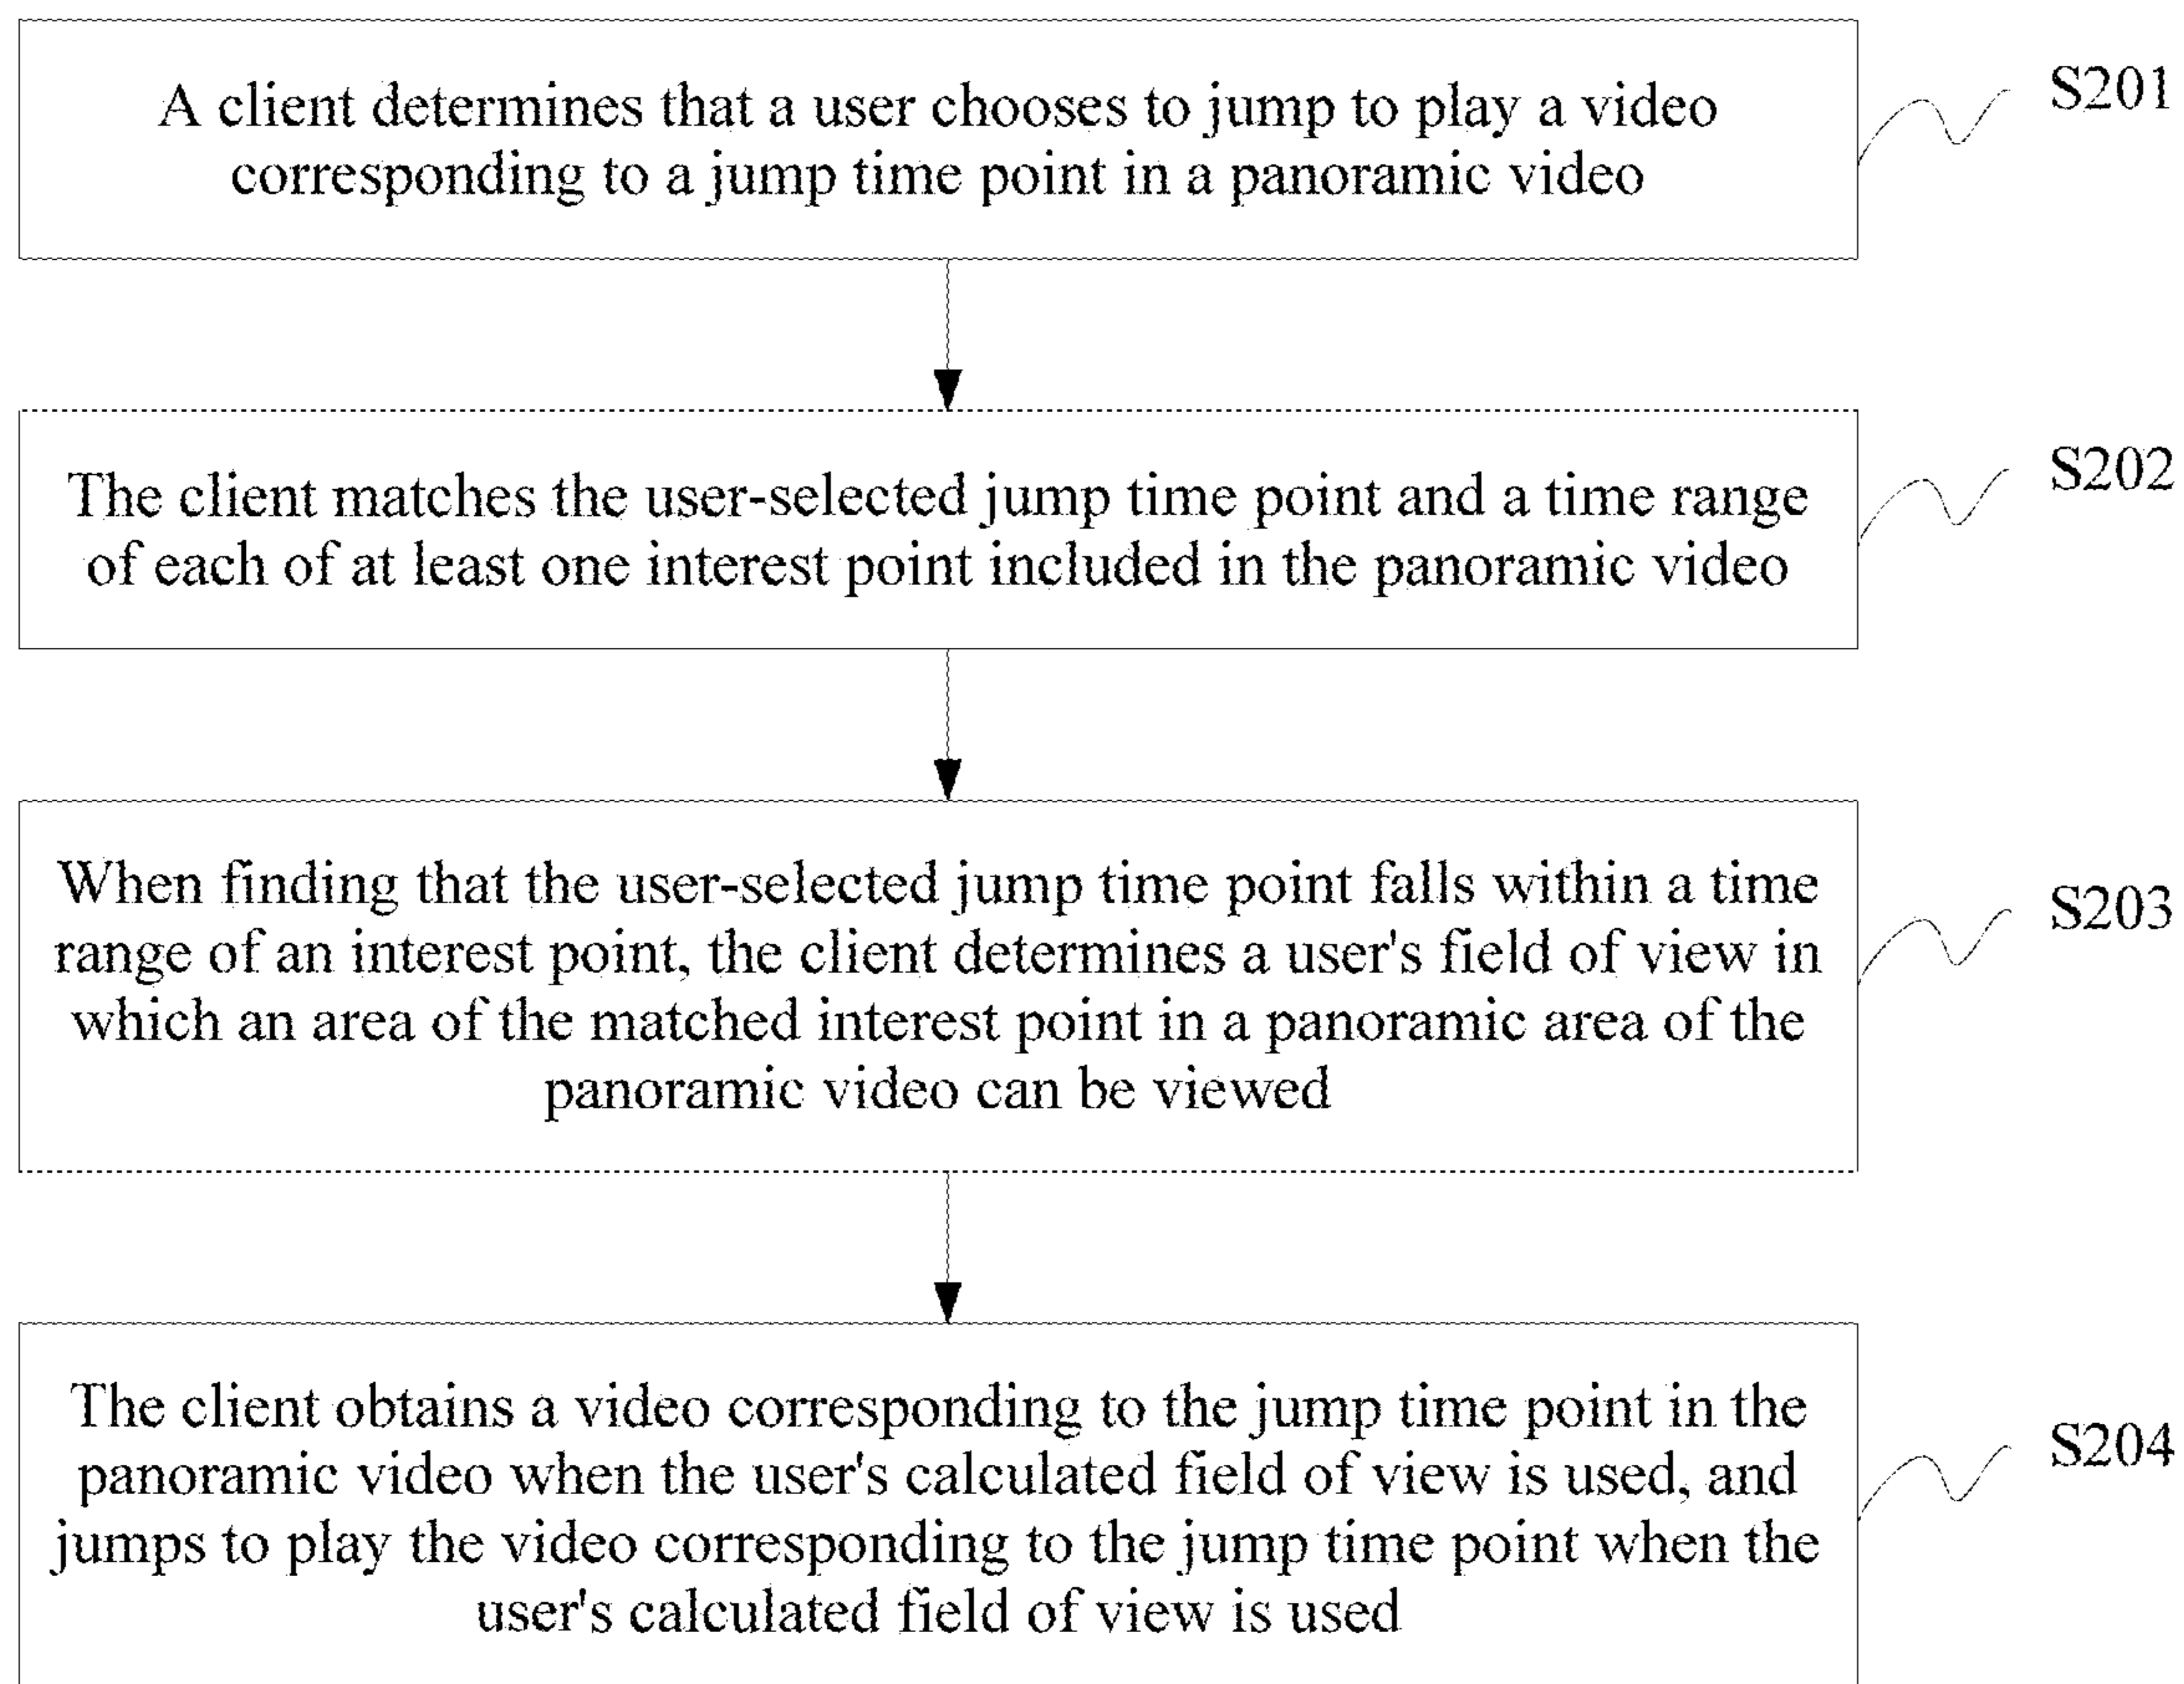 A client determines that a user chooses to jump to play a video
corresponding to a jump time point in a panoramic video
S201
The client matches the user-selected jump time point and a time range
of each of at least one interest point included in the panoramic video
S202
When finding that the user-selected jump time point falls within a time
range of an interest point, the client determines a user's field of view in
which an area of the matched interest point in a panoramic area of the
panoramic video can be viewed
S203
The client obtains a video corresponding to the jump time point in the
panoramic video when the user's calculated field of view is used, and
jumps to play the video corresponding to the jump time point when the
user's calculated field of view is used
S204